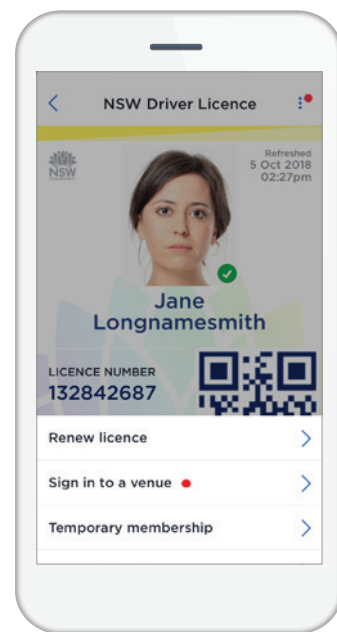 NSW Driver Licence
Refreshed
5 Oct 2018
02:27pm
NSW
Jane
Longnamesmith
LICENCE NUMBER
132842687
Renew licence
Sign in to a venue
Temporary membership